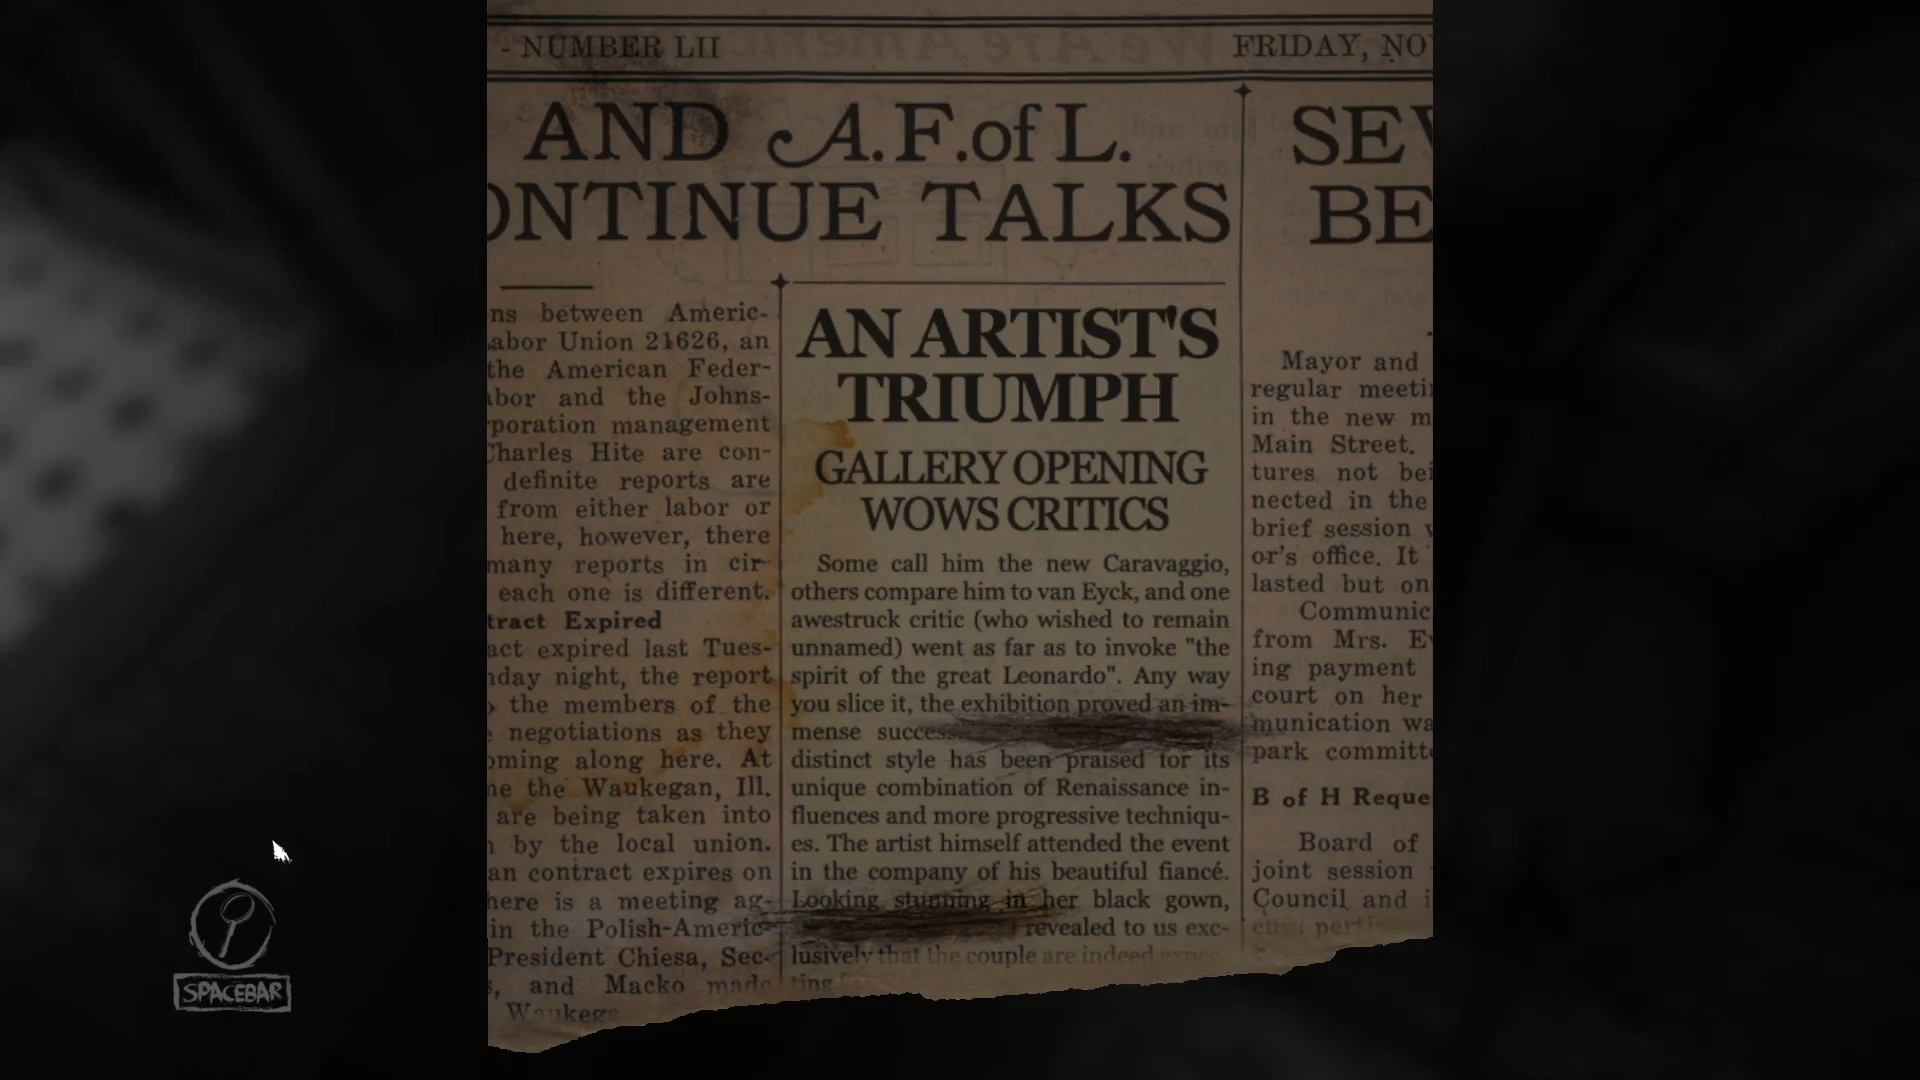 - NUMBER LII
FRIDAY, NO
AND A.F.of L.
ONTINUE TALKS
SE
BE
ns between Americ-
abor Union 21626, an
the American Feder-
abor and the Johns-
poration management
Charles Hite are con-
definite reports are
from either labor or
here, however, there
many reports in cir-
each one is different.
tract Expired
act expired last Tues-
day night, the report
the members of the
negotiations as they
oming along here. At
ne the Waukegan, Ill.
are being taken into
by the local union.
an contract expires on
here is a meeting ag-
in the Polish-Americ-
President Chiesa, Sec-
s, and Macko made
Waukega
AN ARTIST'S
TRIUMPH
GALLERY OPENING
WOWS CRITICS
Some call him the new Caravaggio,
others compare him to van Eyck, and one
awestruck critic (who wished to remain
unnamed) went as far as to invoke "the
spirit of the great Leonardo". Any way
you slice it, the exhibition proved an im-
mense success
distinct style has been praised for its
unique combination of Renaissance in-
fluences and more progressive techniqu-
es. The artist himself attended the event
in the company of his beautiful fiancé.
Looking stunning in her black gown,
revealed to us exc-
lusively that the couple are indeed expec-
ting
Mayor and
regular meeti
in the new m
Main Street.
tures not bei
nected in the
brief session
or's office. It
lasted but on
Communic
from Mrs. E
ing payment
court on her
munication wa
park committe
B of H Reque
Board of
joint session
Council and i
SPACEBAR